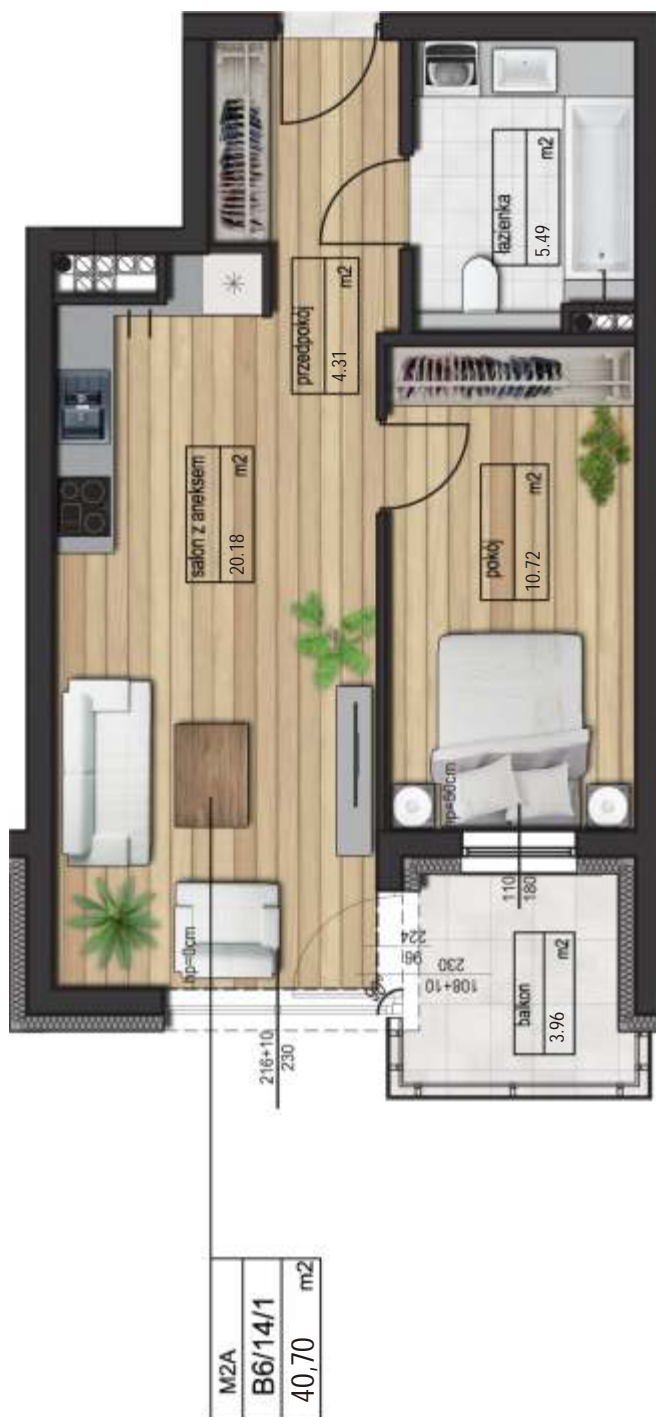 łazienka
5.49 m2
przedpokój
4.31 m2
salon z aneksem
20.18 m2
pokój
10.72 m2
hp=60cm
110
180
hp=0cm
224
230
108+10
216+10
230
balkon
3.96 m2
M2A
B6/14/1
40,70 m2